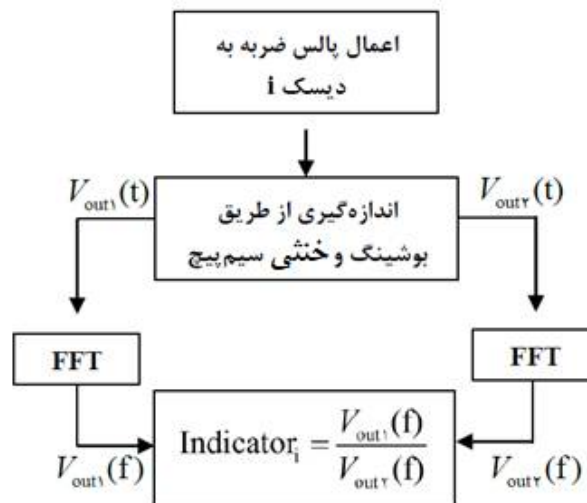 اعمال پالس ضربه به
دیسک i
V_out۱(t)
V_out۲(t)
اندازه‌گیری از طریق
بوشینگ و خنثی سیم‌پیچ
FFT
FFT
Indicator_i = V_out۱(f) / V_out۲(f)
V_out۱(f)
V_out۲(f)